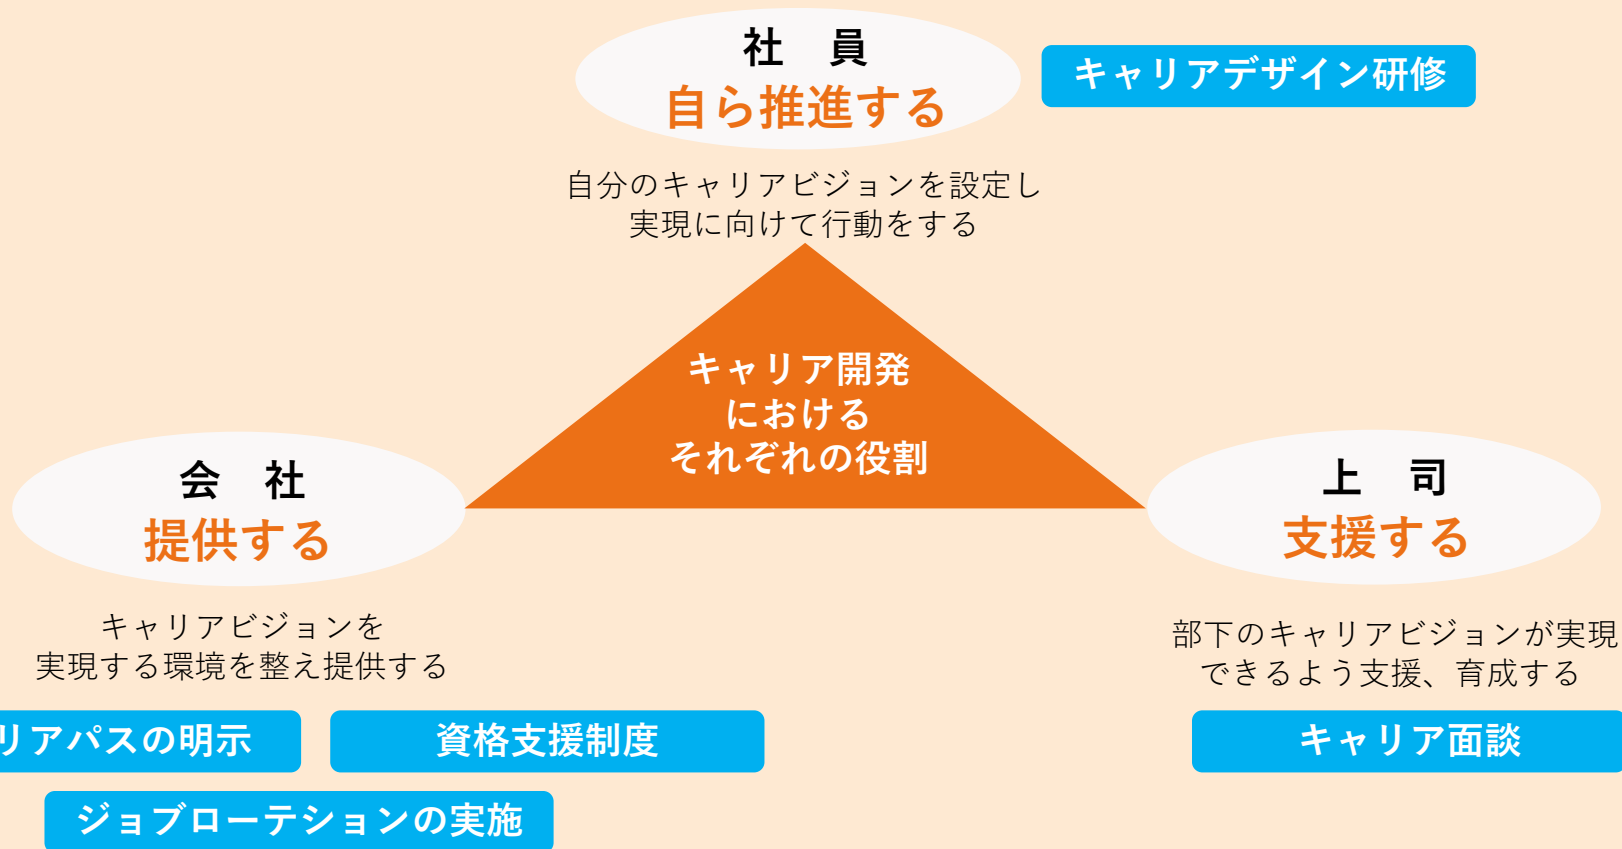 社　員
自ら推進する
キャリアデザイン研修
自分のキャリアビジョンを設定し
実現に向けて行動をする
キャリア開発
における
それぞれの役割
会　社
提供する
上　司
支援する
キャリアビジョンを
実現する環境を整え提供する
部下のキャリアビジョンが実現
できるよう支援、育成する
リアパスの明示
資格支援制度
キャリア面談
ジョブローテションの実施